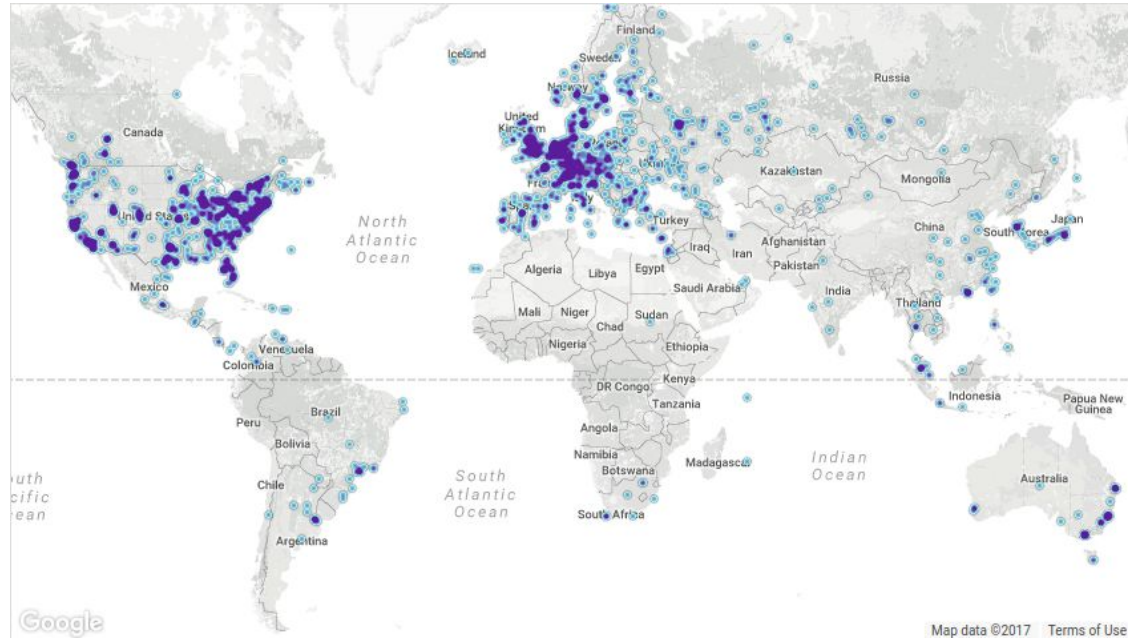 Finland
Iceland
Sweden
Russia
Norway
United
Kingdom
Canada
Kazakhstan
Mongolia
United States
North
Atlantic
Ocean
Turkey
China
South Korea
Japan
Iraq
Iran
Afghanistan
Pakistan
Algeria
Libya
Egypt
Saudi Arabia
India
Mexico
Mali
Niger
Chad
Sudan
Thailand
Nigeria
Ethiopia
Venezuela
Colombia
DR Congo
Kenya
Tanzania
Indonesia
Papua New
Guinea
Peru
Brazil
Bolivia
Angola
Namibia
Botswana
Madagascar
Indian
Ocean
Chile
South
Atlantic
Ocean
Australia
South Africa
Argentina
outh
cific
ean
Google
Map data ©2017 Terms of Use